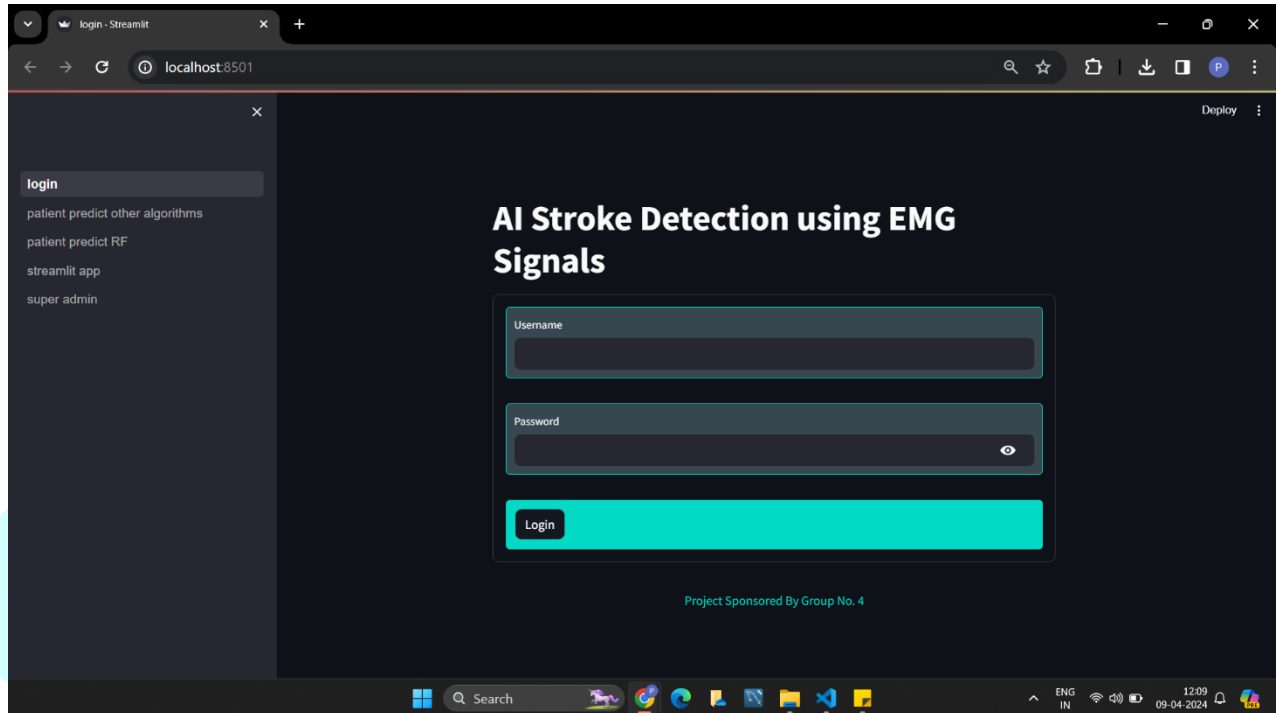 login · Streamlit
localhost:8501
P
Deploy
login
patient predict other algorithms
patient predict RF
streamlit app
super admin
AI Stroke Detection using EMG
Signals
Username
Password
Login
Project Sponsored By Group No. 4
Search
P
ENG
IN
12:09
09-04-2024